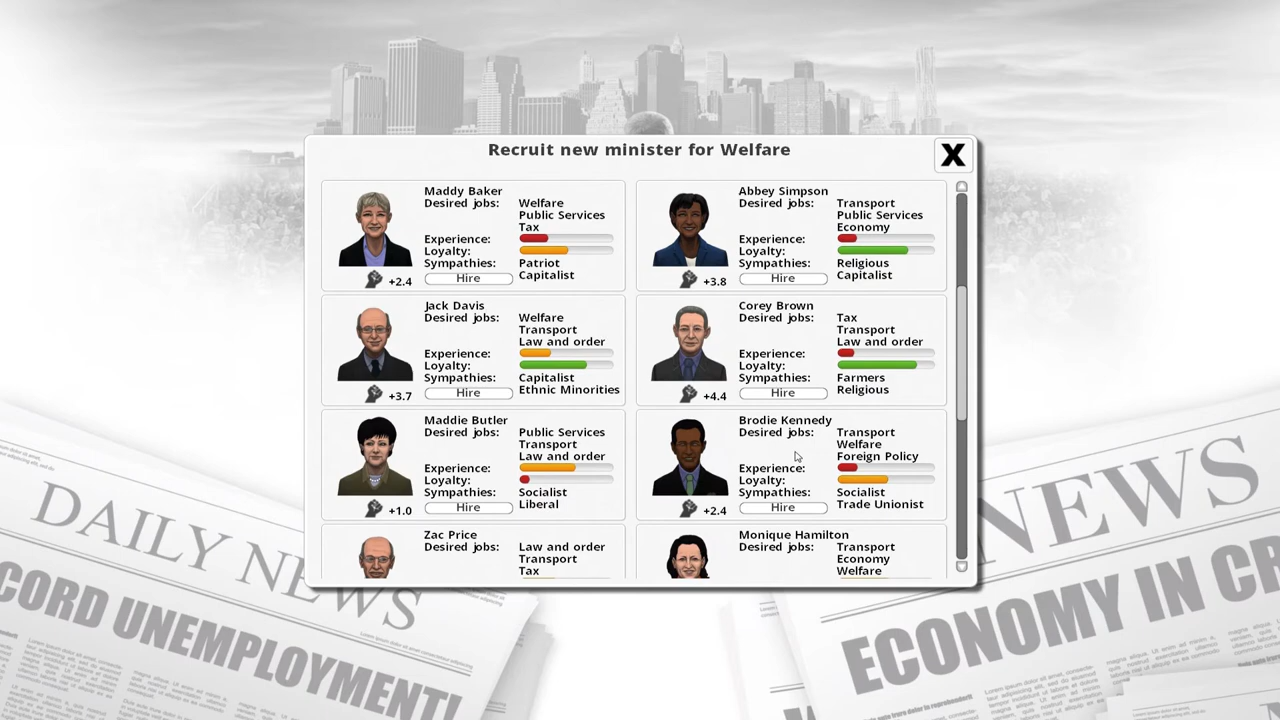 Recruit new minister for Welfare
X
Maddy Baker
Desired jobs: Welfare
Public Services
Tax
Experience:
Loyalty:
Sympathies: Patriot
Capitalist
+2.4 Hire
Abbey Simpson
Desired jobs: Transport
Public Services
Economy
Experience:
Loyalty:
Sympathies: Religious
Capitalist
+3.8 Hire
Jack Davis
Desired jobs: Welfare
Transport
Law and order
Experience:
Loyalty:
Sympathies: Capitalist
Ethnic Minorities
+3.7 Hire
Corey Brown
Desired jobs: Tax
Transport
Law and order
Experience:
Loyalty:
Sympathies: Farmers
Religious
+4.4 Hire
Maddie Butler
Desired jobs: Public Services
Transport
Law and order
Experience:
Loyalty:
Sympathies: Socialist
Liberal
+1.0 Hire
Brodie Kennedy
Desired jobs: Transport
Welfare
Foreign Policy
Experience:
Loyalty:
Sympathies: Socialist
Trade Unionist
+2.4 Hire
Zac Price
Desired jobs: Law and order
Transport
Tax
Monique Hamilton
Desired jobs: Transport
Economy
Welfare
DAILY NEWS
CORD UNEMPLOYMENT!
NEWS
ECONOMY IN CR